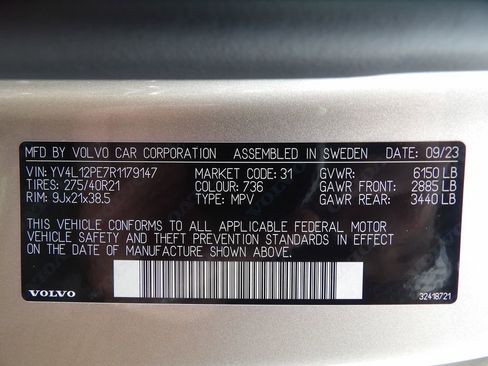 MFD BY VOLVO CAR CORPORATION ASSEMBLED IN SWEDEN DATE: 09/23
VIN: YV4L12PE7R1179147 MARKET CODE: 31 GVWR: 6150 LB
TIRES: 275/40R21 COLOUR: 736 GAWR FRONT: 2885 LB
RIM: 9Jx21x38.5 TYPE: MPV GAWR REAR: 3440 LB
THIS VEHICLE CONFORMS TO ALL APPLICABLE FEDERAL MOTOR
VEHICLE SAFETY AND THEFT PREVENTION STANDARDS IN EFFECT
ON THE DATE OF MANUFACTURE SHOWN ABOVE.
VOLVO 32418721